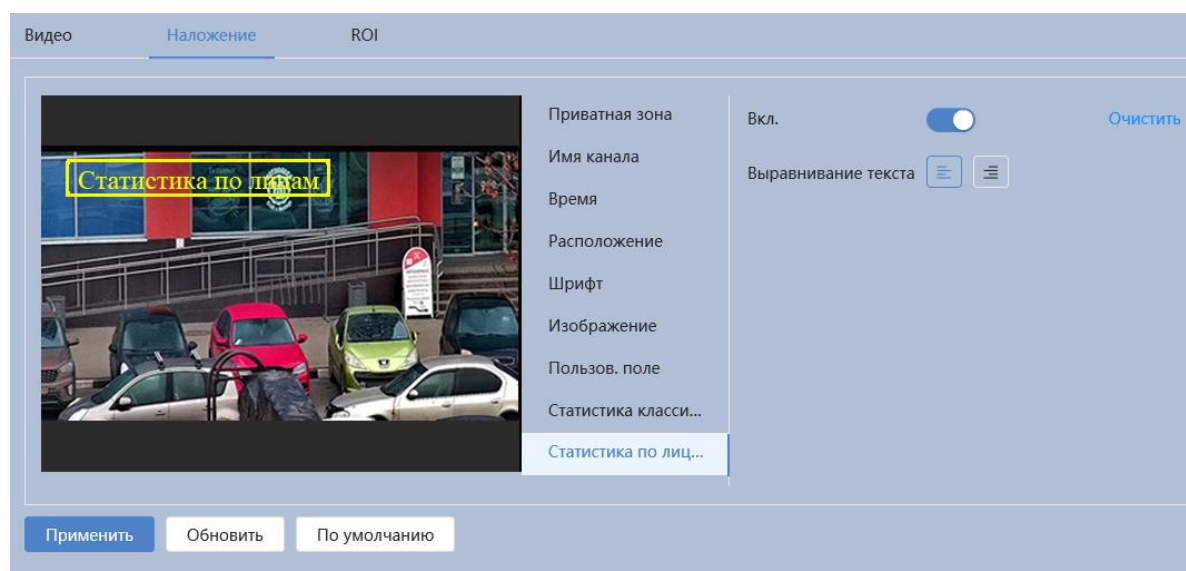 Видео Наложение ROI
Статистика по лицам
Приватная зона
Имя канала
Время
Расположение
Шрифт
Изображение
Пользов. поле
Статистика класси...
Статистика по лиц...
Вкл. Очистить
Выравнивание текста
Применить Обновить По умолчанию